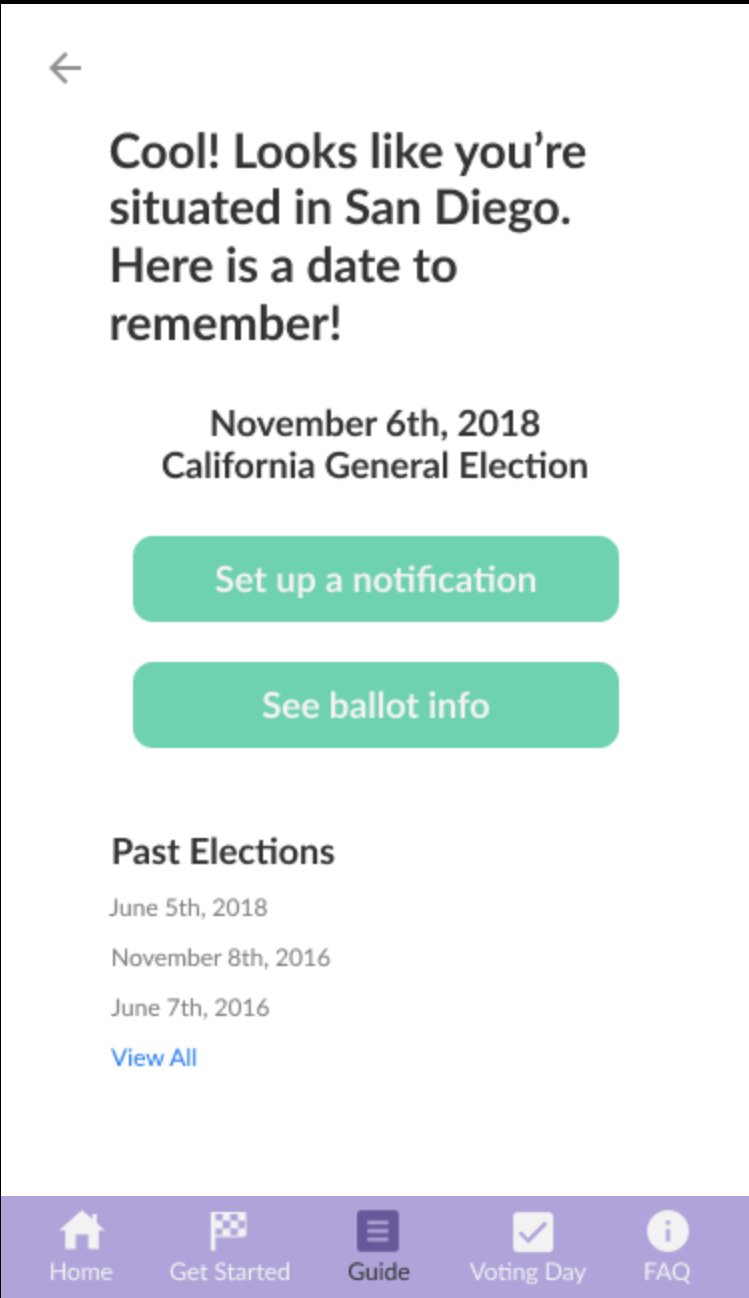 Cool! Looks like you’re
situated in San Diego.
Here is a date to
remember!
November 6th, 2018
California General Election
Set up a notification
See ballot info
Past Elections
June 5th, 2018
November 8th, 2016
June 7th, 2016
View All
Home
Get Started
Guide
Voting Day
FAQ